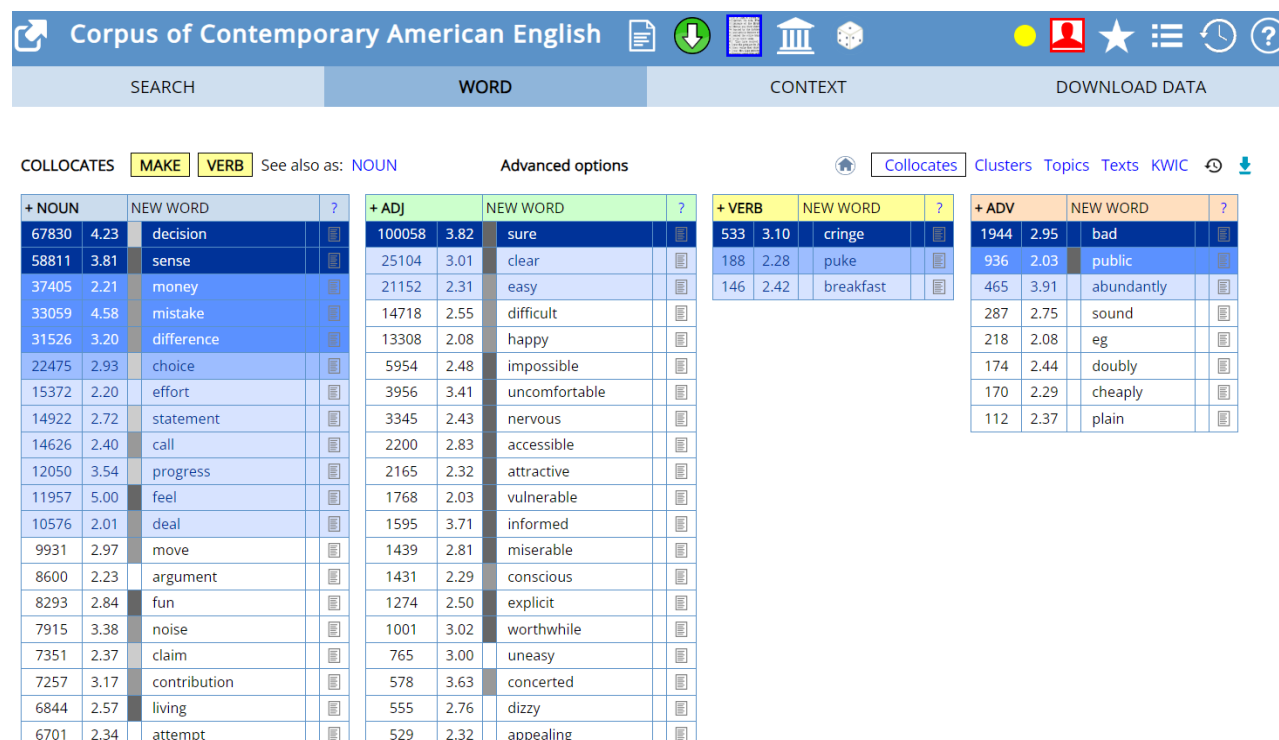 Corpus of Contemporary American English
SEARCH WORD CONTEXT DOWNLOAD DATA
COLLOCATES MAKE VERB See also as: NOUN Advanced options Collocates Clusters Topics Texts KWIC
+ NOUN NEW WORD ? + ADJ NEW WORD ? + VERB NEW WORD ? + ADV NEW WORD ?
67830 4.23 decision 100058 3.82 sure 533 3.10 cringe 1944 2.95 bad
58811 3.81 sense 25104 3.01 clear 188 2.28 puke 936 2.03 public
37405 2.21 money 21152 2.31 easy 146 2.42 breakfast 465 3.91 abundantly
33059 4.58 mistake 14718 2.55 difficult 287 2.75 sound
31526 3.20 difference 13308 2.08 happy 218 2.08 eg
22475 2.93 choice 5954 2.48 impossible 174 2.44 doubly
15372 2.20 effort 3956 3.41 uncomfortable 170 2.29 cheaply
14922 2.72 statement 3345 2.43 nervous 112 2.37 plain
14626 2.40 call 2200 2.83 accessible
12050 3.54 progress 2165 2.32 attractive
11957 5.00 feel 1768 2.03 vulnerable
10576 2.01 deal 1595 3.71 informed
9931 2.97 move 1439 2.81 miserable
8600 2.23 argument 1431 2.29 conscious
8293 2.84 fun 1274 2.50 explicit
7915 3.38 noise 1001 3.02 worthwhile
7351 2.37 claim 765 3.00 uneasy
7257 3.17 contribution 578 3.63 concerted
6844 2.57 living 555 2.76 dizzy
6701 2.34 attempt 529 2.32 appealing